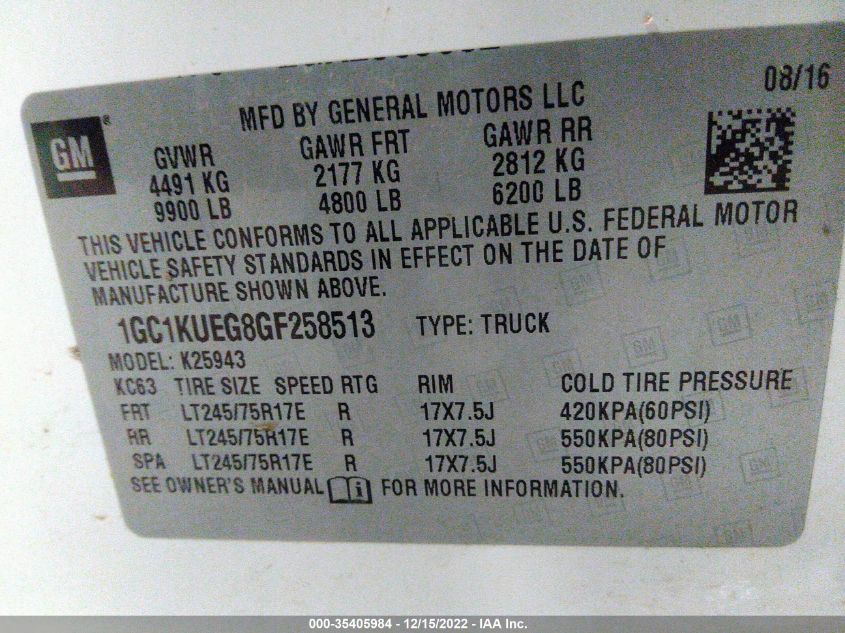 MFD BY GENERAL MOTORS LLC 08/16
GM ®
GVWR GAWR FRT GAWR RR
4491 KG 2177 KG 2812 KG
9900 LB 4800 LB 6200 LB
THIS VEHICLE CONFORMS TO ALL APPLICABLE U.S. FEDERAL MOTOR
VEHICLE SAFETY STANDARDS IN EFFECT ON THE DATE OF
MANUFACTURE SHOWN ABOVE.
1GC1KUEG8GF258513 TYPE: TRUCK
MODEL: K25943
KC63 TIRE SIZE SPEED RTG RIM COLD TIRE PRESSURE
FRT LT245/75R17E R 17X7.5J 420KPA(60PSI)
RR LT245/75R17E R 17X7.5J 550KPA(80PSI)
SPA LT245/75R17E R 17X7.5J 550KPA(80PSI)
SEE OWNER'S MANUAL i FOR MORE INFORMATION.
000-35405984 - 12/15/2022 - IAA Inc.